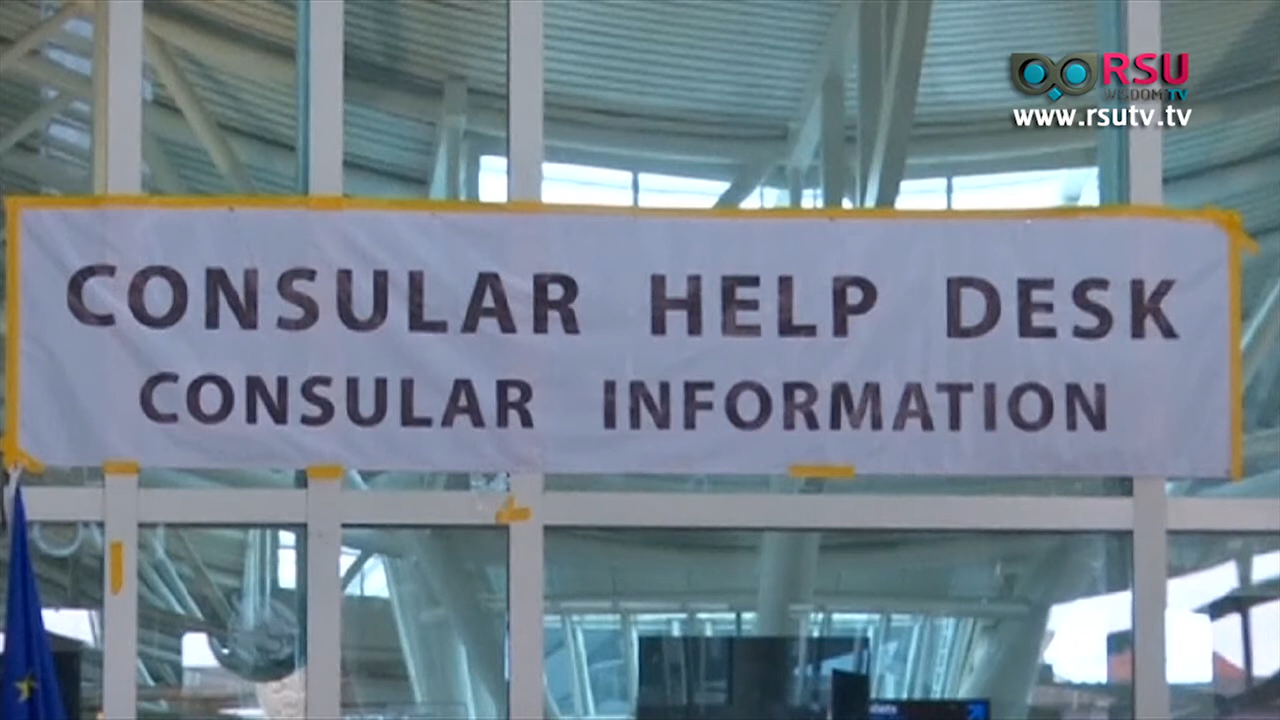 RSU
WISDOM TV
www.rsutv.tv
CONSULAR HELP DESK
CONSULAR INFORMATION